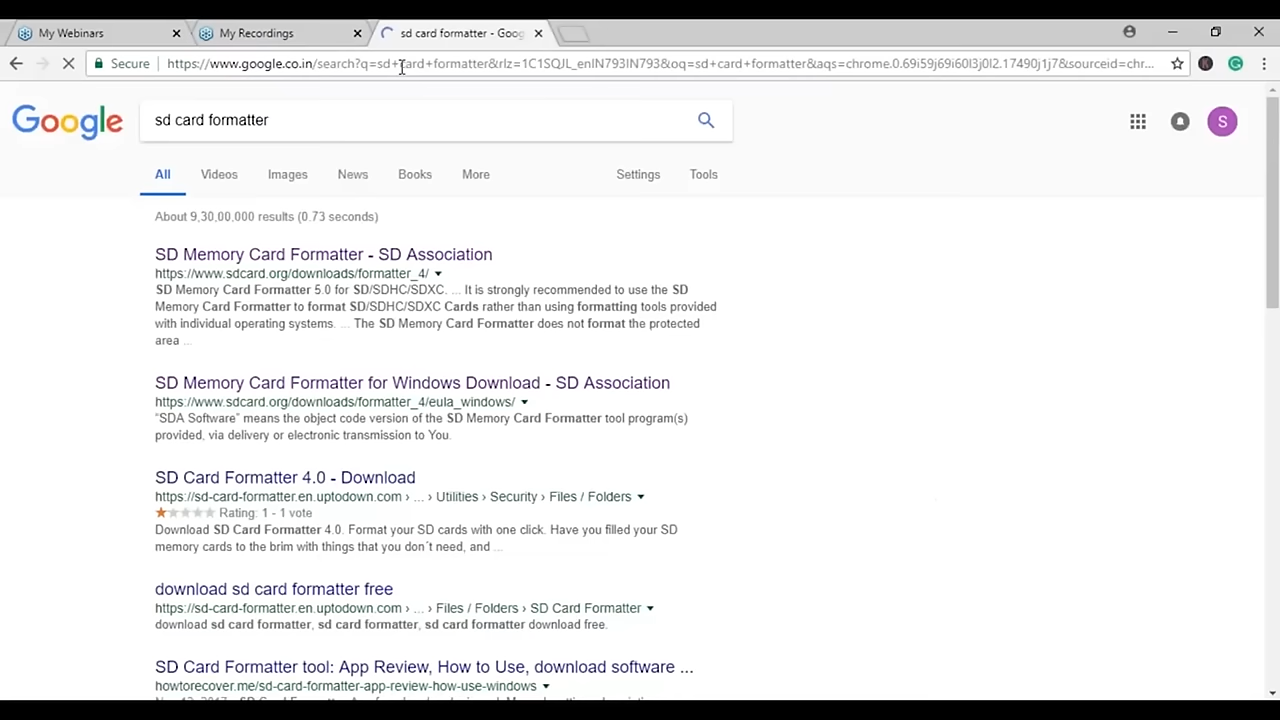 My Webinars
My Recordings
sd card formatter - Goog
Secure
https://www.google.co.in/search?q=sd+card+formatter&rlz=1C1SQJL_enIN793IN793&oq=sd+card+formatter&aqs=chrome.0.69i59j69i60l3j0l2.17490j1j7&sourceid=chr...
Google
sd card formatter
S
All
Videos
Images
News
Books
More
Settings
Tools
About 9,30,00,000 results (0.73 seconds)
SD Memory Card Formatter - SD Association
https://www.sdcard.org/downloads/formatter_4/
SD Memory Card Formatter 5.0 for SD/SDHC/SDXC. ... It is strongly recommended to use the SD
Memory Card Formatter to format SD/SDHC/SDXC Cards rather than using formatting tools provided
with individual operating systems. ... The SD Memory Card Formatter does not format the protected
area ...
SD Memory Card Formatter for Windows Download - SD Association
https://www.sdcard.org/downloads/formatter_4/eula_windows/
“SDA Software” means the object code version of the SD Memory Card Formatter tool program(s)
provided, via delivery or electronic transmission to You.
SD Card Formatter 4.0 - Download
https://sd-card-formatter.en.uptodown.com › ... › Utilities › Security › Files / Folders
Rating: 1 - 1 vote
Download SD Card Formatter 4.0. Format your SD cards with one click. Have you filled your SD
memory cards to the brim with things that you don´t need, and ...
download sd card formatter free
https://sd-card-formatter.en.uptodown.com › ... › Files / Folders › SD Card Formatter
download sd card formatter, sd card formatter, sd card formatter download free.
SD Card Formatter tool: App Review, How to Use, download software ...
howtorecover.me/sd-card-formatter-app-review-how-use-windows